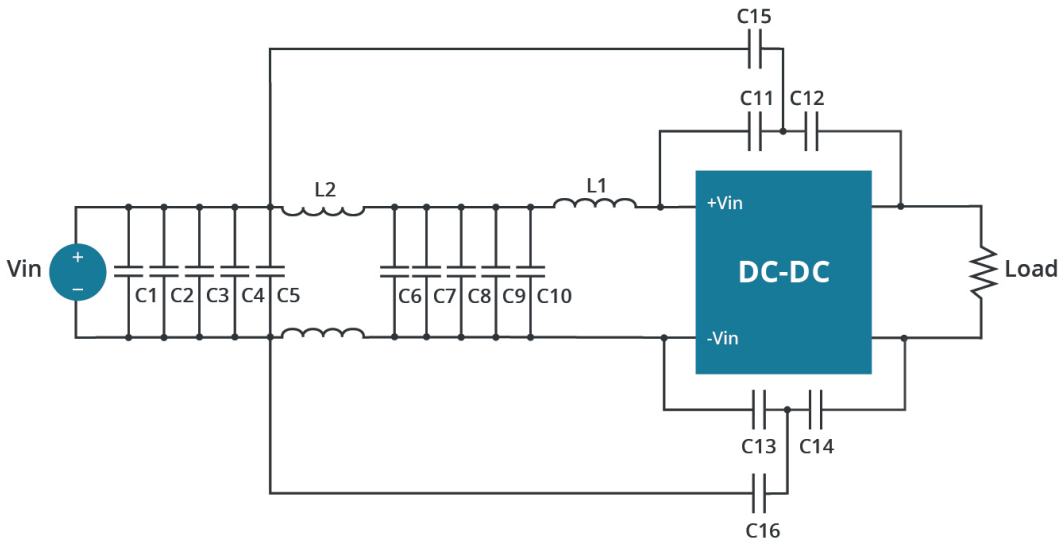 C15
C11 C12
L2
L1
+Vin
Vin
+
−
DC-DC
Load
C1 C2 C3 C4 C5
C6 C7 C8 C9 C10
-Vin
C13 C14
C16